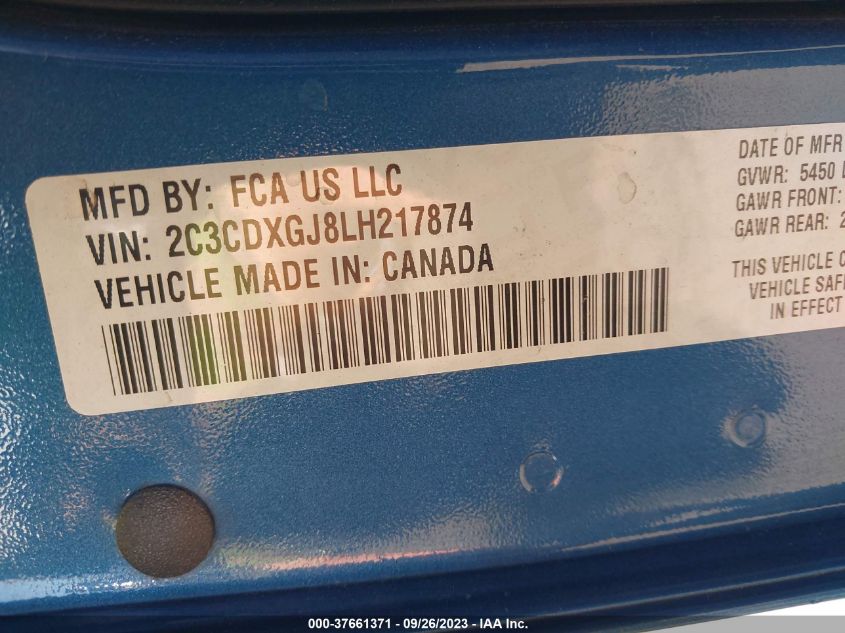 MFD BY: FCA US LLC
VIN: 2C3CDXGJ8LH217874
VEHICLE MADE IN: CANADA
DATE OF MFR
GVWR: 5450
GAWR FRONT:
GAWR REAR: 2
THIS VEHICLE
VEHICLE
IN EFFECT
000-37661371 - 09/26/2023 - IAA Inc.